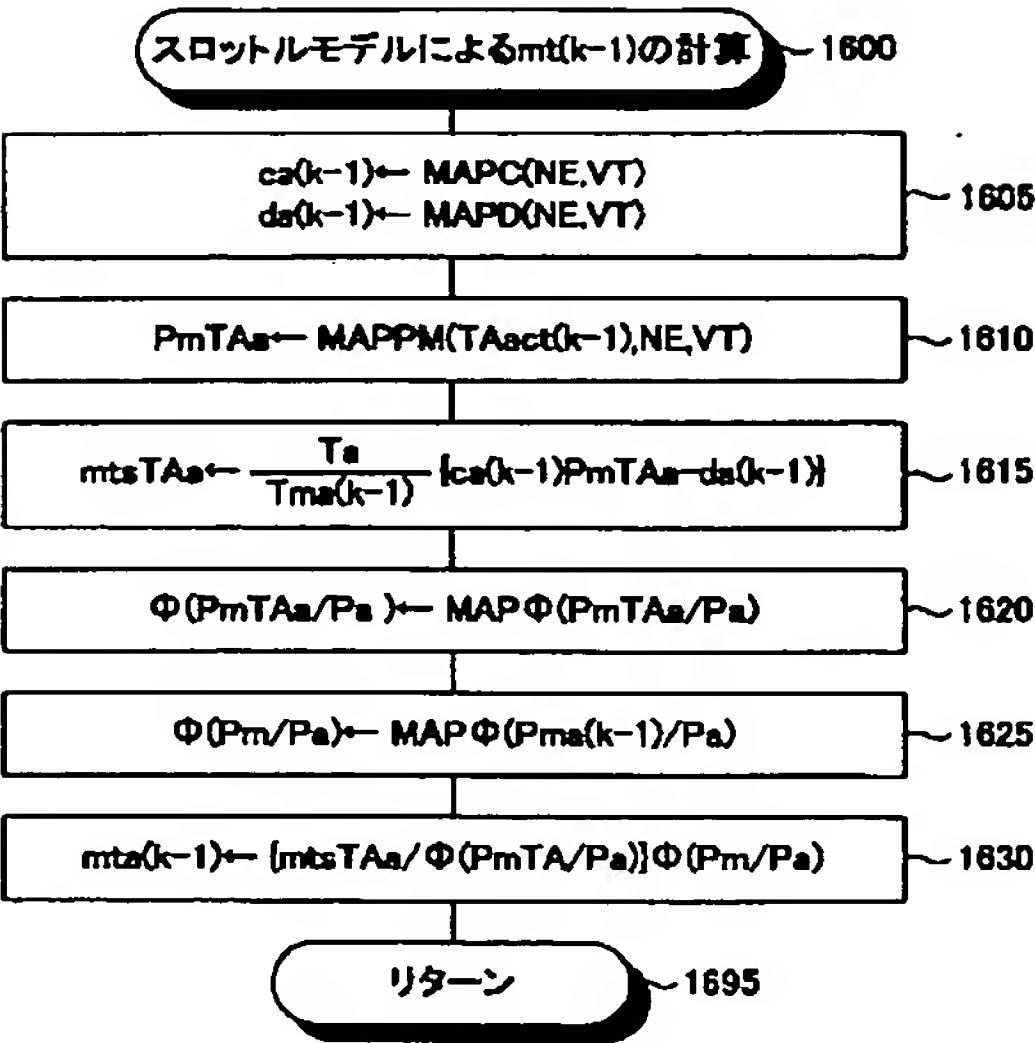 スロットルモデルによるmt(k-1)の計算
1600
ca(k-1)← MAPC(NE,VT)
da(k-1)← MAPD(NE,VT)
1605
PmTAa← MAPPM(TAact(k-1),NE,VT)
1610
mtsTAa← Ta/Tma(k-1) {ca(k-1)PmTAa-da(k-1)}
1615
Φ(PmTAa/Pa )← MAPΦ(PmTAa/Pa)
1620
Φ(Pm/Pa)← MAPΦ(Pma(k-1)/Pa)
1625
mta(k-1)← {mtsTAa/Φ(PmTA/Pa)}Φ(Pm/Pa)
1630
リターン
1695